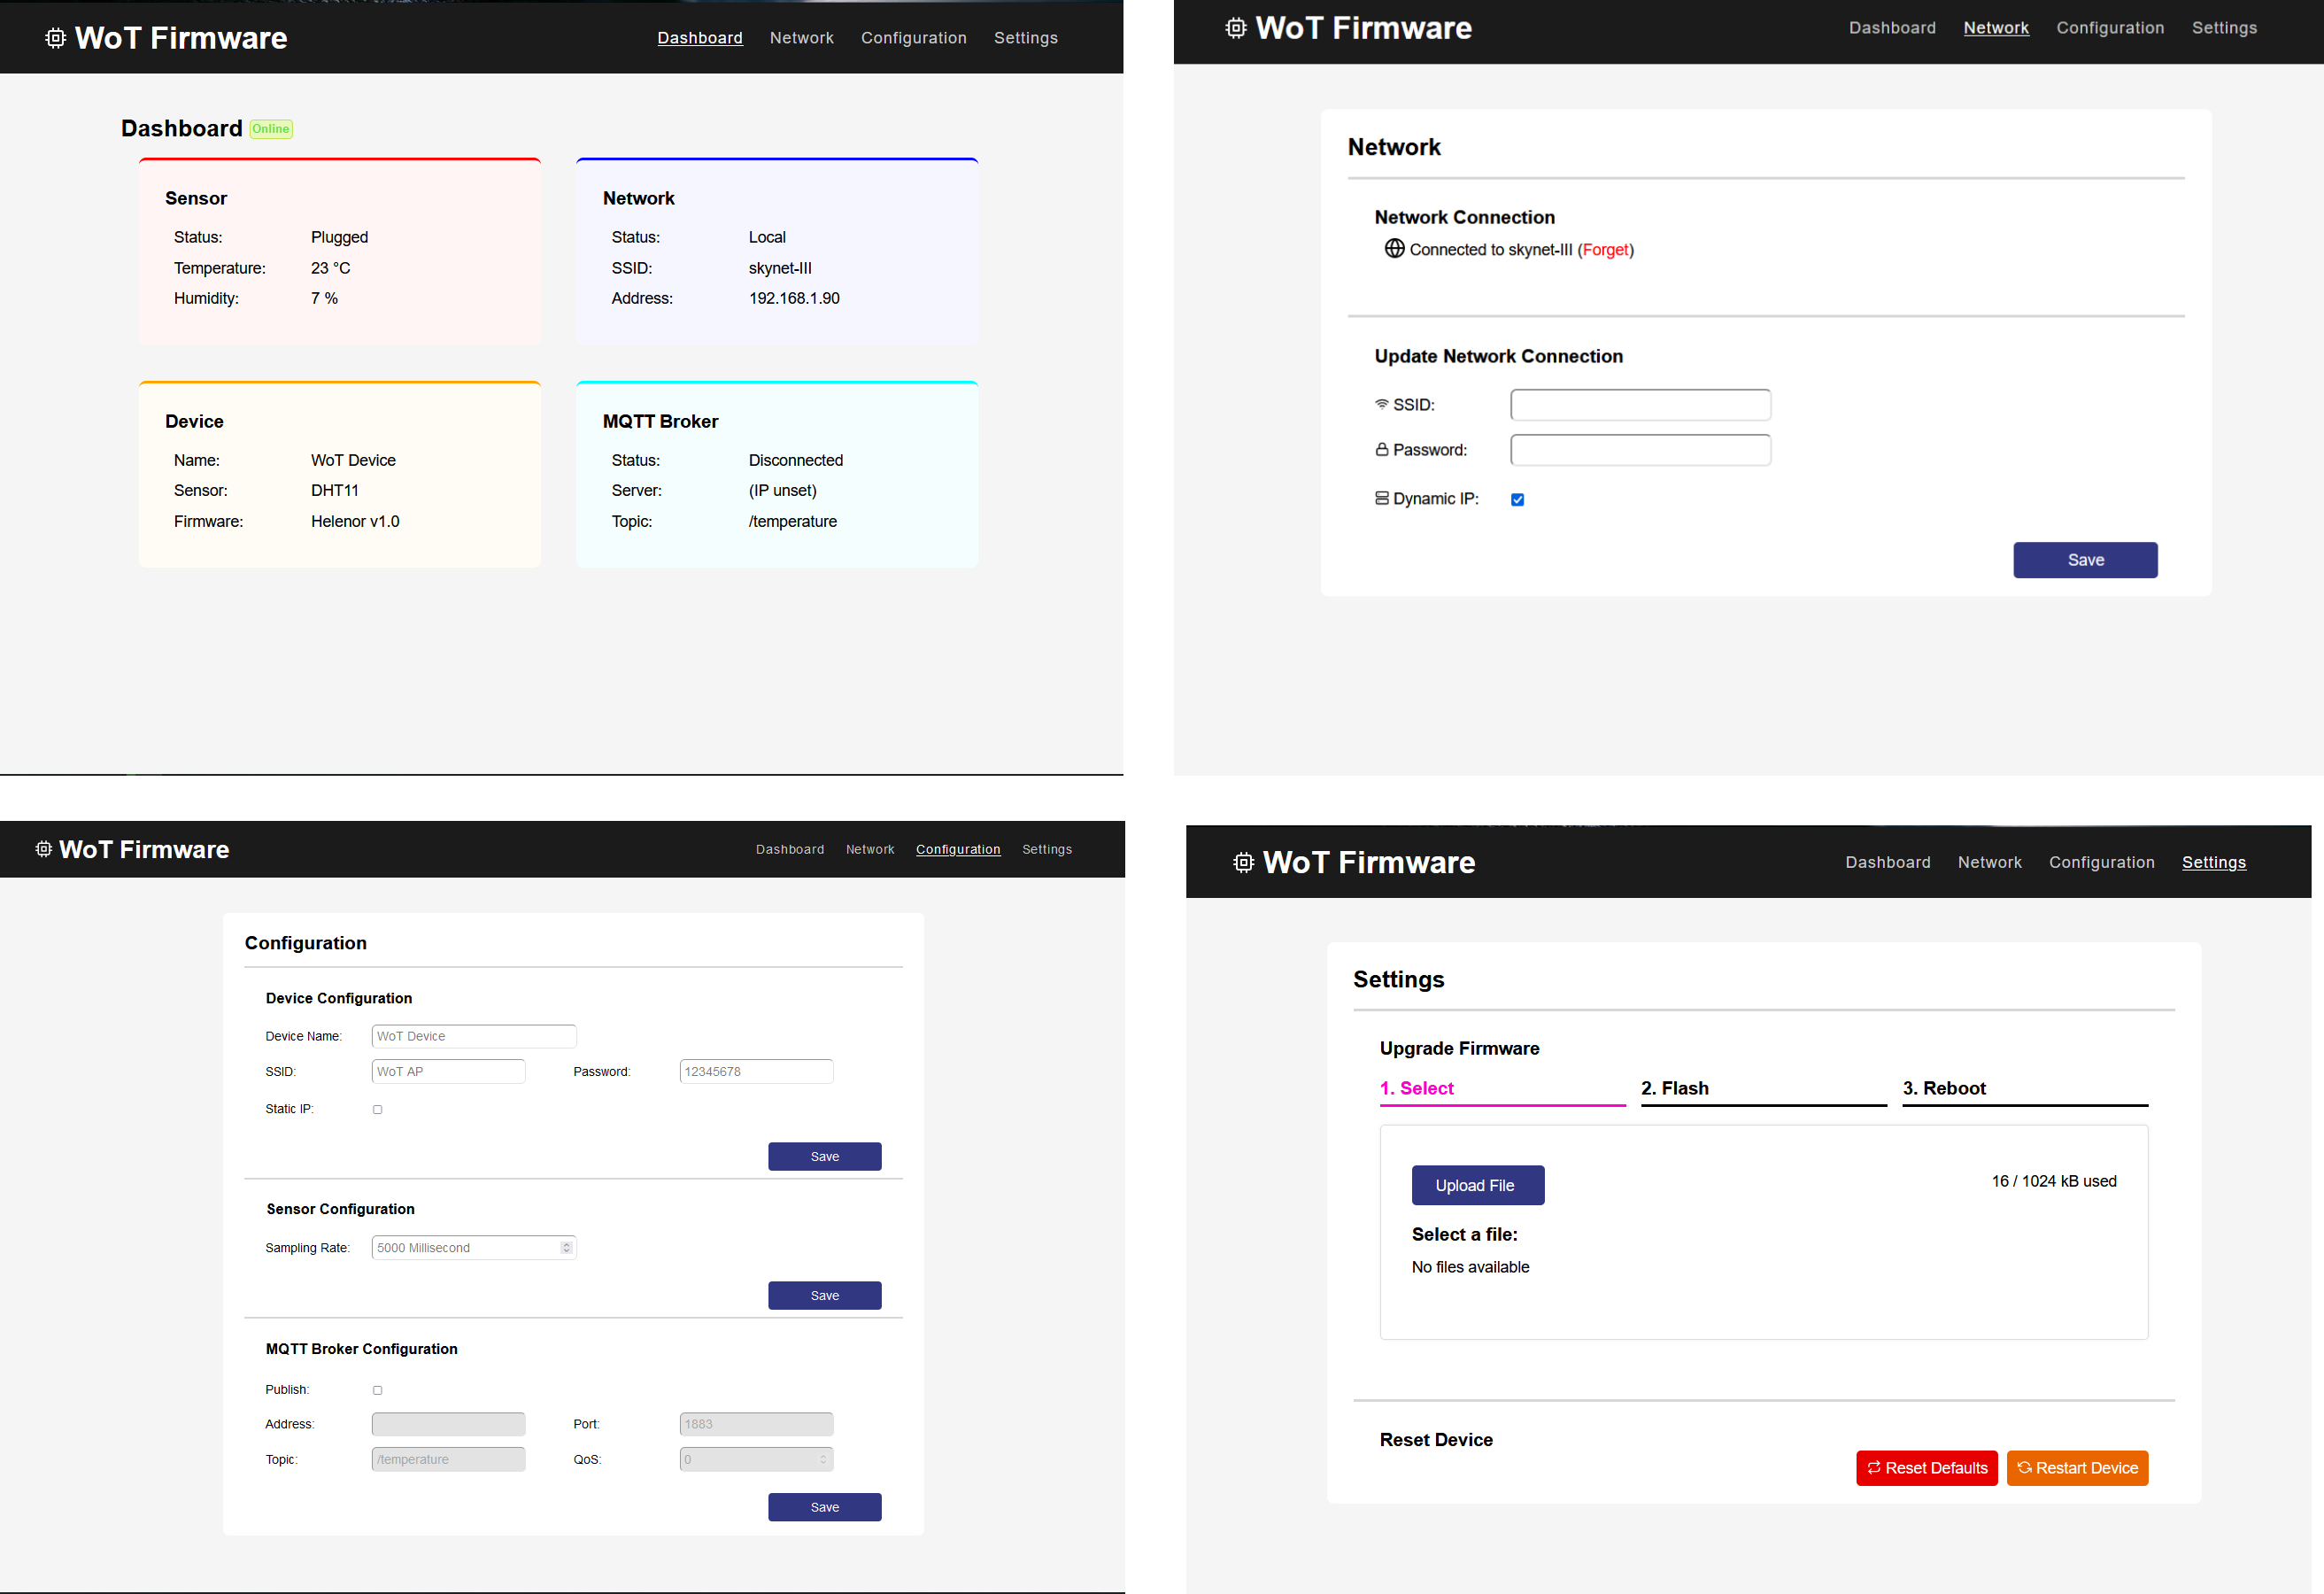 WoT Firmware
Dashboard Network Configuration Settings
Dashboard Online
Sensor
Status: Plugged
Temperature: 23 °C
Humidity: 7 %
Network
Status: Local
SSID: skynet-III
Address: 192.168.1.90
Device
Name: WoT Device
Sensor: DHT11
Firmware: Helenor v1.0
MQTT Broker
Status: Disconnected
Server: (IP unset)
Topic: /temperature
WoT Firmware
Dashboard Network Configuration Settings
Network
Network Connection
Connected to skynet-III (Forget)
Update Network Connection
SSID:
Password:
Dynamic IP:
Save
WoT Firmware
Dashboard Network Configuration Settings
Configuration
Device Configuration
Device Name: WoT Device
SSID: WoT AP Password: 12345678
Static IP:
Save
Sensor Configuration
Sampling Rate: 5000 Millisecond
Save
MQTT Broker Configuration
Publish:
Address: Port: 1883
Topic: /temperature QoS: 0
Save
WoT Firmware
Dashboard Network Configuration Settings
Settings
Upgrade Firmware
1. Select 2. Flash 3. Reboot
Upload File 16 / 1024 kB used
Select a file:
No files available
Reset Device
Reset Defaults Restart Device